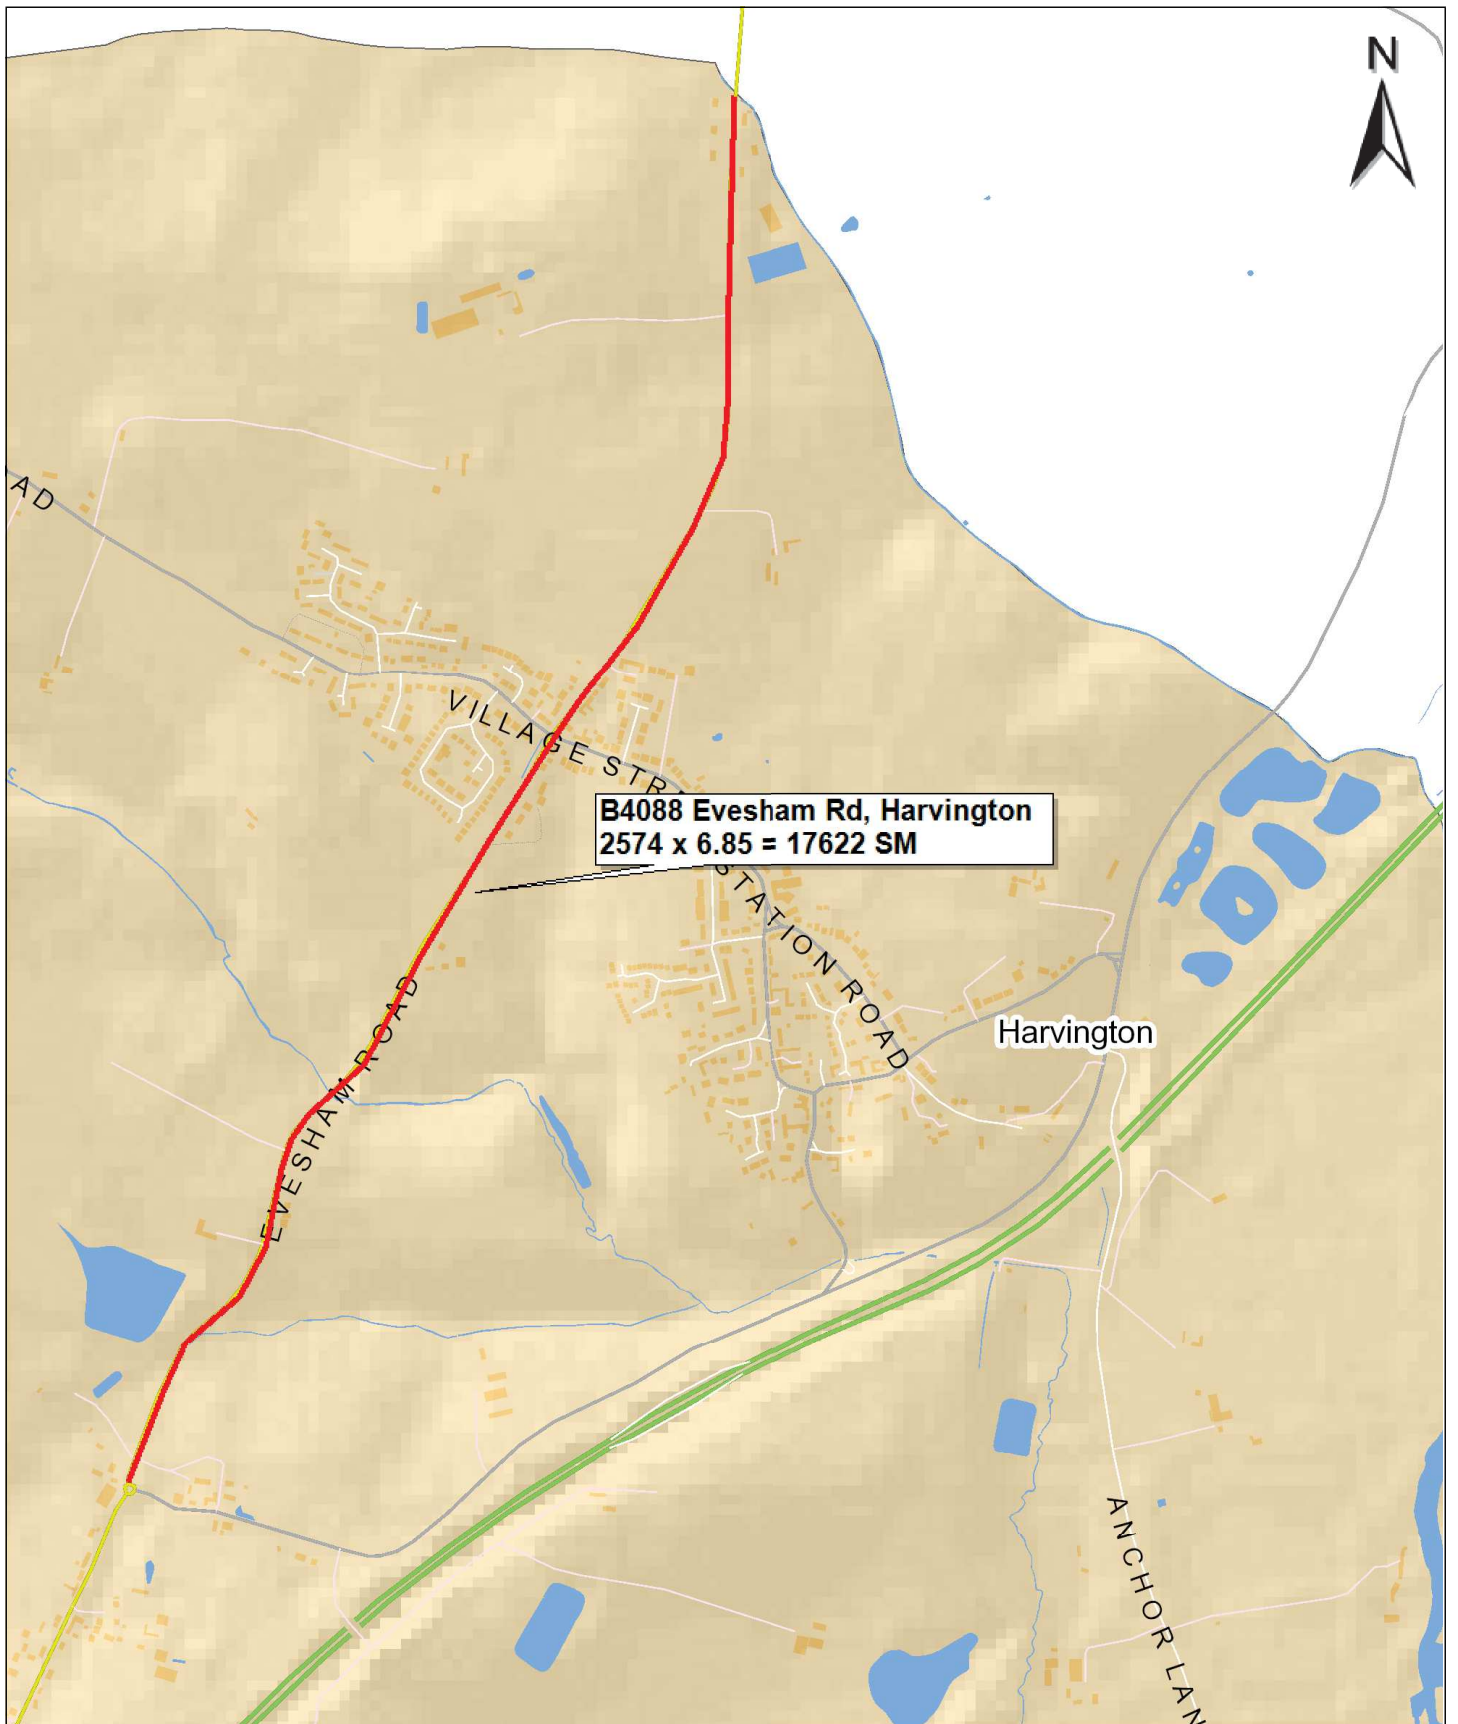 N
AD
VILLAGE STR
B4088 Evesham Rd, Harvington
2574 x 6.85 = 17622 SM
STATION ROAD
EVESHAM ROAD
Harvington
ANCHOR LAN